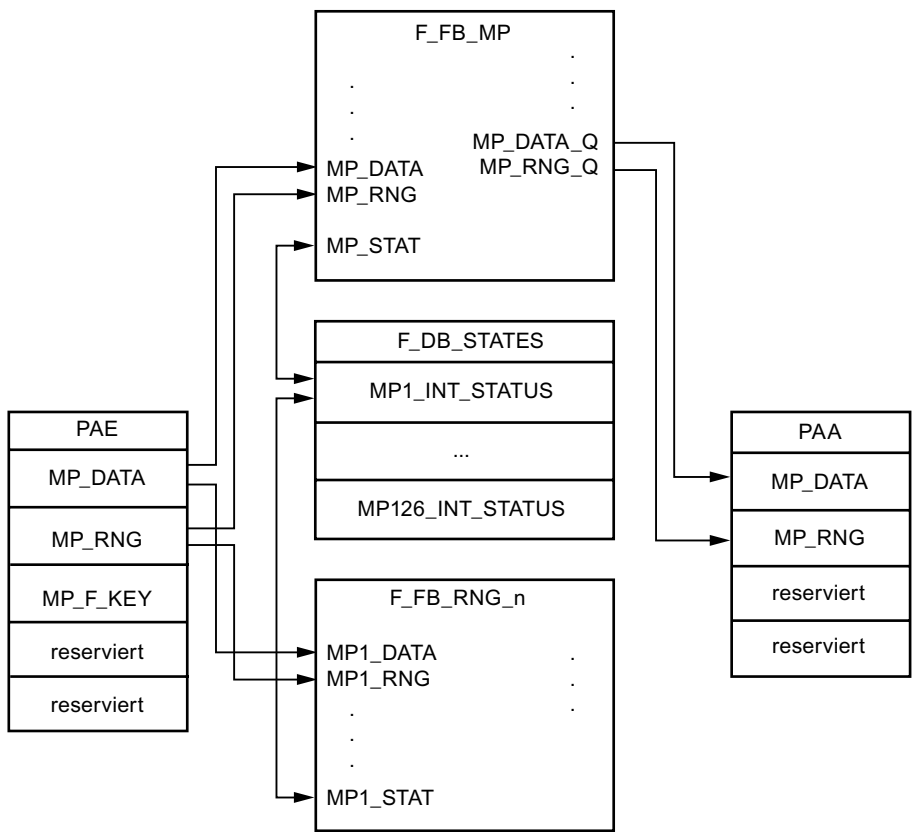 F_FB_MP
.
.
.
.
.
.
MP_DATA_Q
MP_RNG_Q
MP_DATA
MP_RNG
MP_STAT
F_DB_STATES
MP1_INT_STATUS
...
MP126_INT_STATUS
PAE
MP_DATA
MP_RNG
MP_F_KEY
reserviert
reserviert
PAA
MP_DATA
MP_RNG
reserviert
reserviert
F_FB_RNG_n
MP1_DATA
MP1_RNG
.
.
.
.
.
.
MP1_STAT